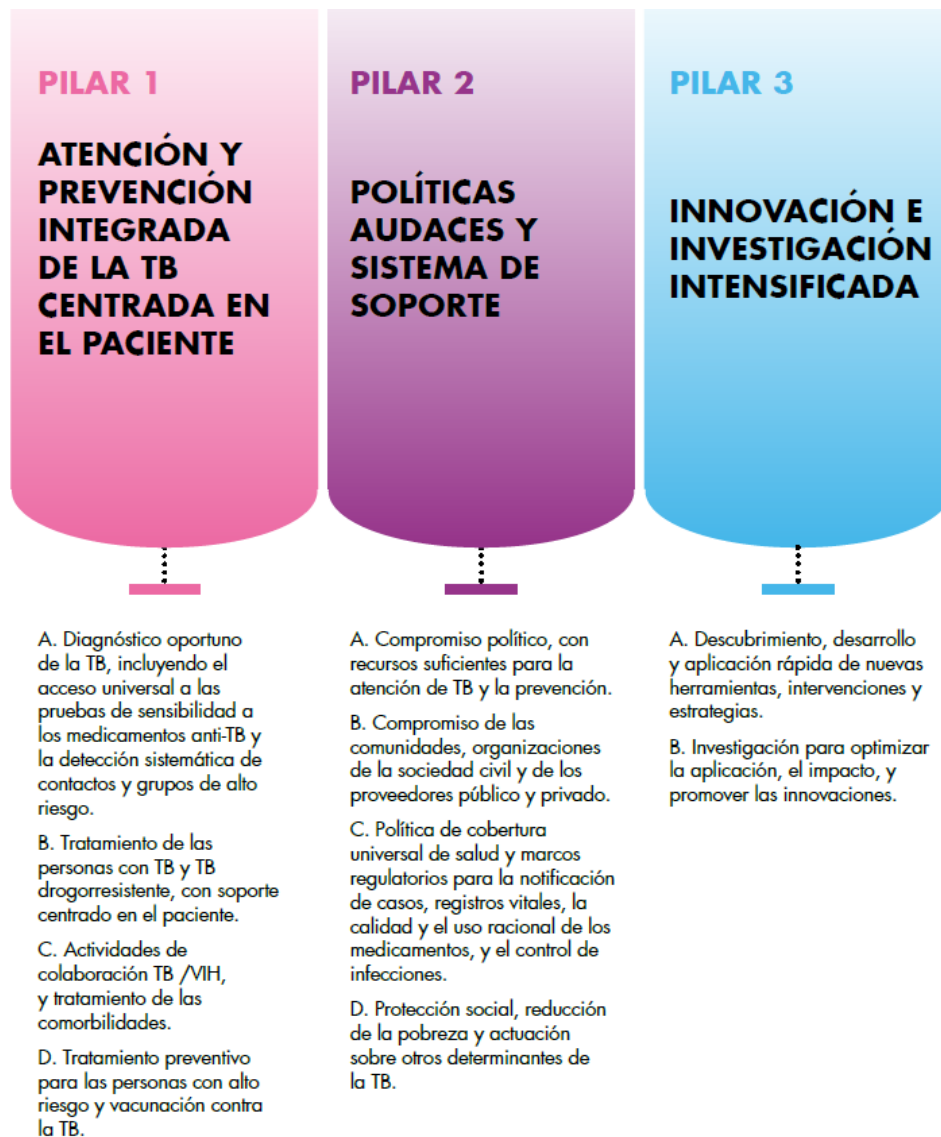 PILAR 1
ATENCIÓN Y
PREVENCIÓN
INTEGRADA
DE LA TB
CENTRADA EN
EL PACIENTE
A. Diagnóstico oportuno
de la TB, incluyendo el
acceso universal a las
pruebas de sensibilidad a
los medicamentos anti-TB y
la detección sistemática de
contactos y grupos de alto
riesgo.
B. Tratamiento de las
personas con TB y TB
drogorresistente, con soporte
centrado en el paciente.
C. Actividades de
colaboración TB /VIH,
y tratamiento de las
comorbilidades.
D. Tratamiento preventivo
para las personas con alto
riesgo y vacunación contra
la TB.
PILAR 2
POLÍTICAS
AUDACES Y
SISTEMA DE
SOPORTE
A. Compromiso político, con
recursos suficientes para la
atención de TB y la prevención.
B. Compromiso de las
comunidades, organizaciones
de la sociedad civil y de los
proveedores público y privado.
C. Política de cobertura
universal de salud y marcos
regulatorios para la notificación
de casos, registros vitales, la
calidad y el uso racional de los
medicamentos, y el control de
infecciones.
D. Protección social, reducción
de la pobreza y actuación
sobre otros determinantes de
la TB.
PILAR 3
INNOVACIÓN E
INVESTIGACIÓN
INTENSIFICADA
A. Descubrimiento, desarrollo
y aplicación rápida de nuevas
herramientas, intervenciones y
estrategias.
B. Investigación para optimizar
la aplicación, el impacto, y
promover las innovaciones.